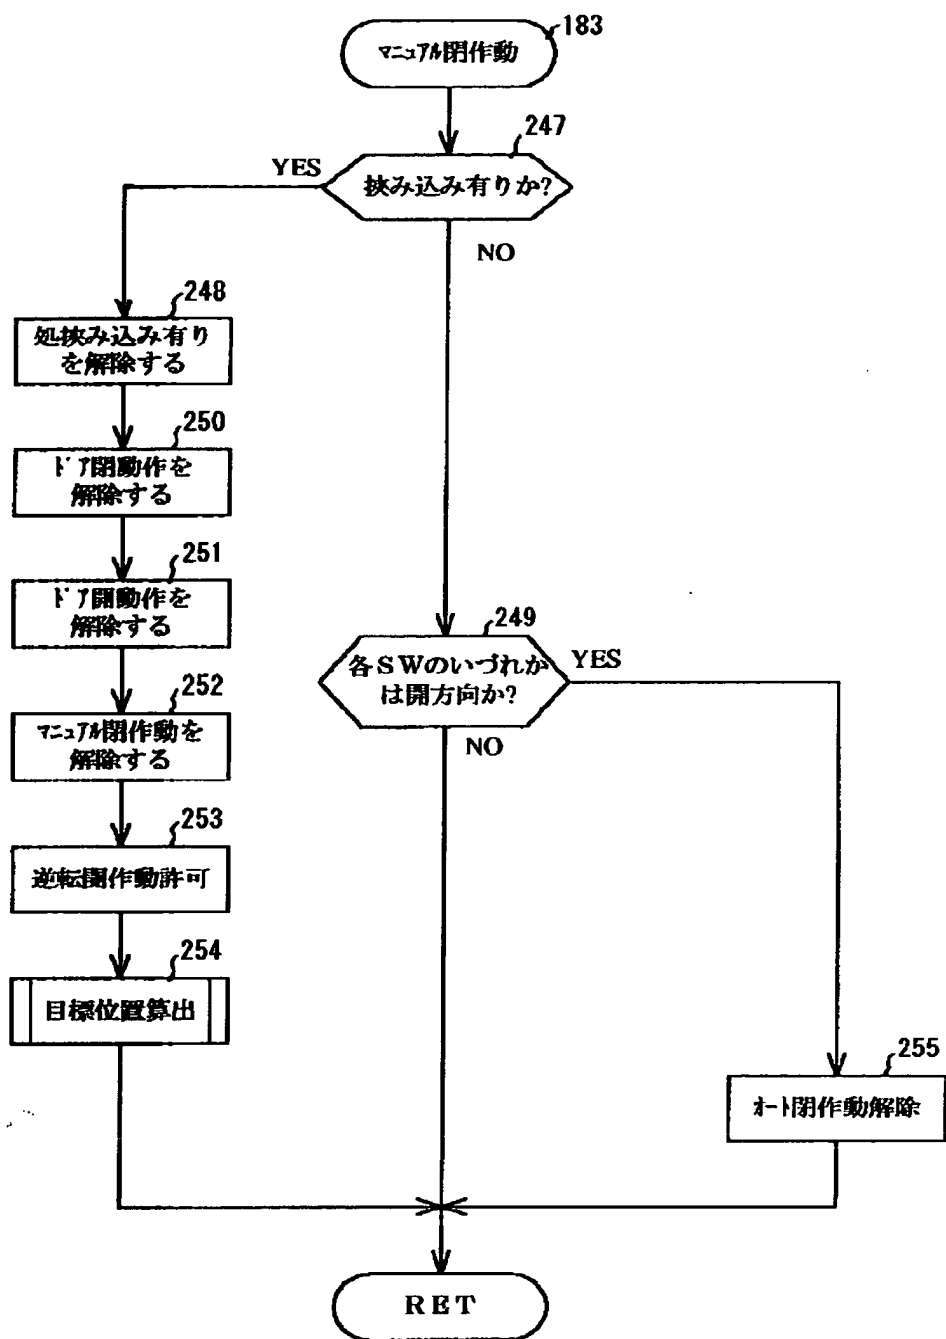 183
ﾏﾆｭｱﾙ閉作動
247
YES
挟み込み有りか?
NO
248
処挟み込み有り
を解除する
250
ﾄﾞｱ閉動作を
解除する
251
ﾄﾞｱ開動作を
解除する
249
各SWのいづれか
は開方向か?
YES
NO
252
ﾏﾆｭｱﾙ閉作動を
解除する
253
逆転開作動許可
254
目標位置算出
255
ｵｰﾄ閉作動解除
RET